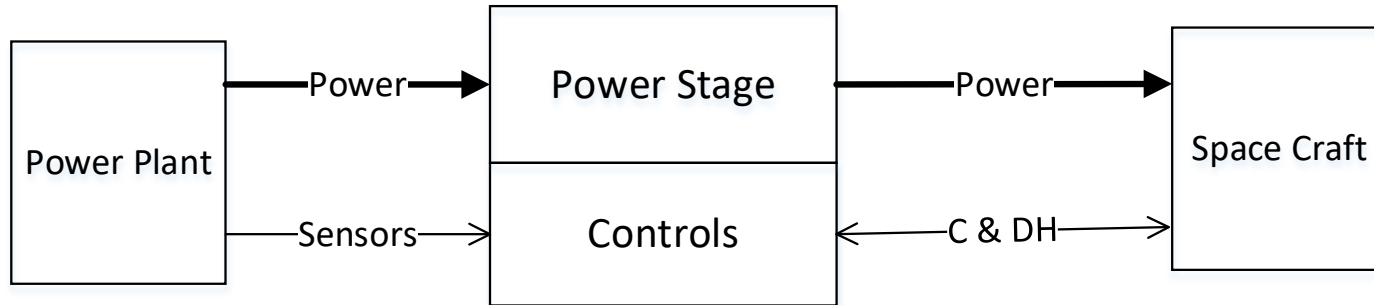 Power Plant
Power
Sensors
Power Stage
Controls
Power
C & DH
Space Craft